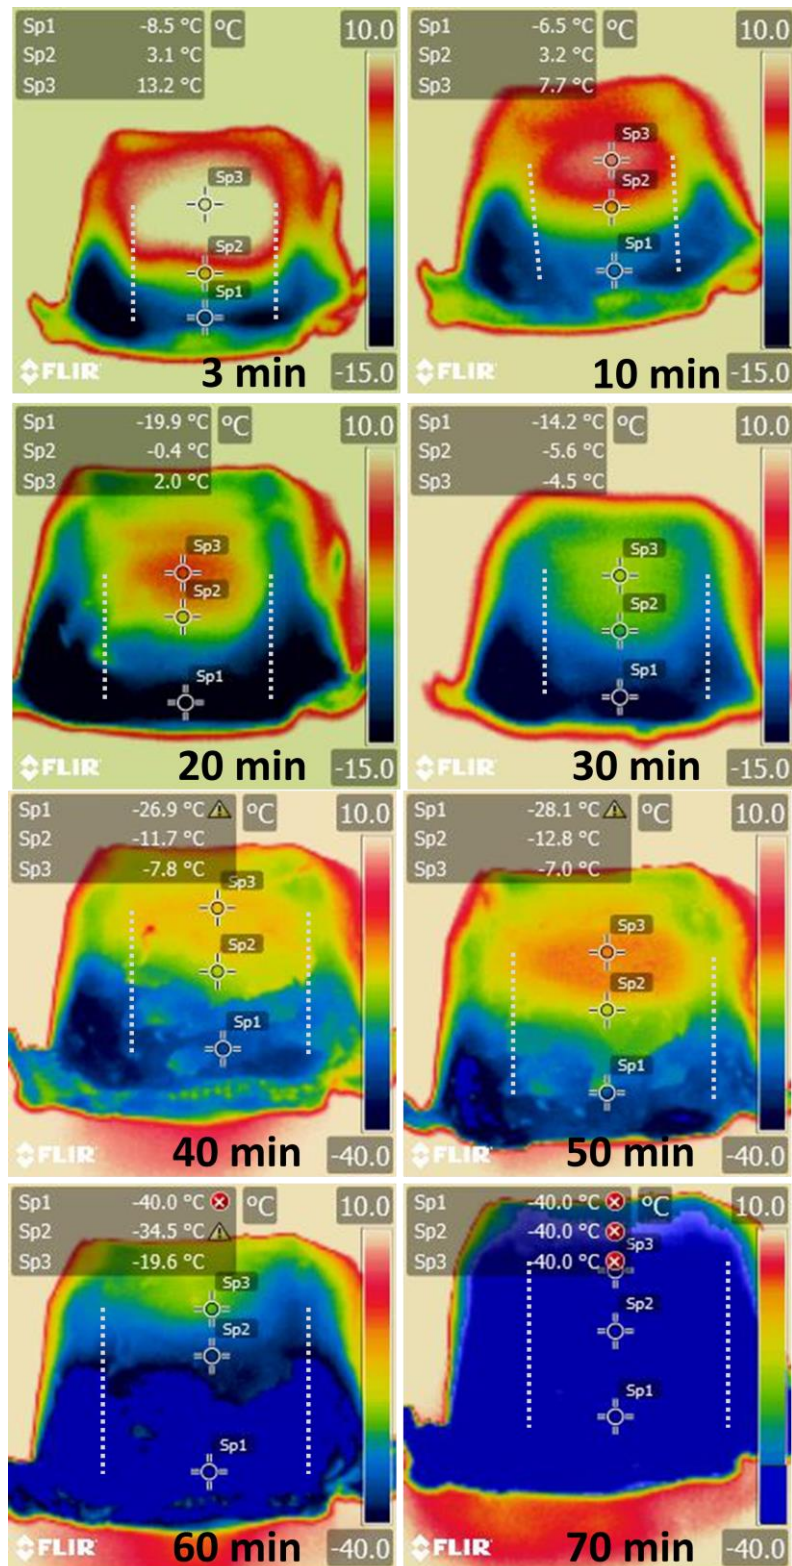 Sp1 -8.5 °C °C 10.0
Sp2 3.1 °C
Sp3 13.2 °C
Sp3
Sp2
Sp1
FLIR 3 min -15.0
Sp1 -6.5 °C °C 10.0
Sp2 3.2 °C
Sp3 7.7 °C
Sp3
Sp2
Sp1
FLIR 10 min -15.0
Sp1 -19.9 °C °C 10.0
Sp2 -0.4 °C
Sp3 2.0 °C
Sp3
Sp2
Sp1
FLIR 20 min -15.0
Sp1 -14.2 °C °C 10.0
Sp2 -5.6 °C
Sp3 -4.5 °C
Sp3
Sp2
Sp1
FLIR 30 min -15.0
Sp1 -26.9 °C °C 10.0
Sp2 -11.7 °C
Sp3 -7.8 °C
Sp3
Sp2
Sp1
FLIR 40 min -40.0
Sp1 -28.1 °C °C 10.0
Sp2 -12.8 °C
Sp3 -7.0 °C
Sp3
Sp2
Sp1
FLIR 50 min -40.0
Sp1 -40.0 °C °C 10.0
Sp2 -34.5 °C
Sp3 -19.6 °C
Sp3
Sp2
Sp1
FLIR 60 min -40.0
Sp1 -40.0 °C °C 10.0
Sp2 -40.0 °C
Sp3 -40.0 °C
Sp3
Sp2
Sp1
FLIR 70 min -40.0